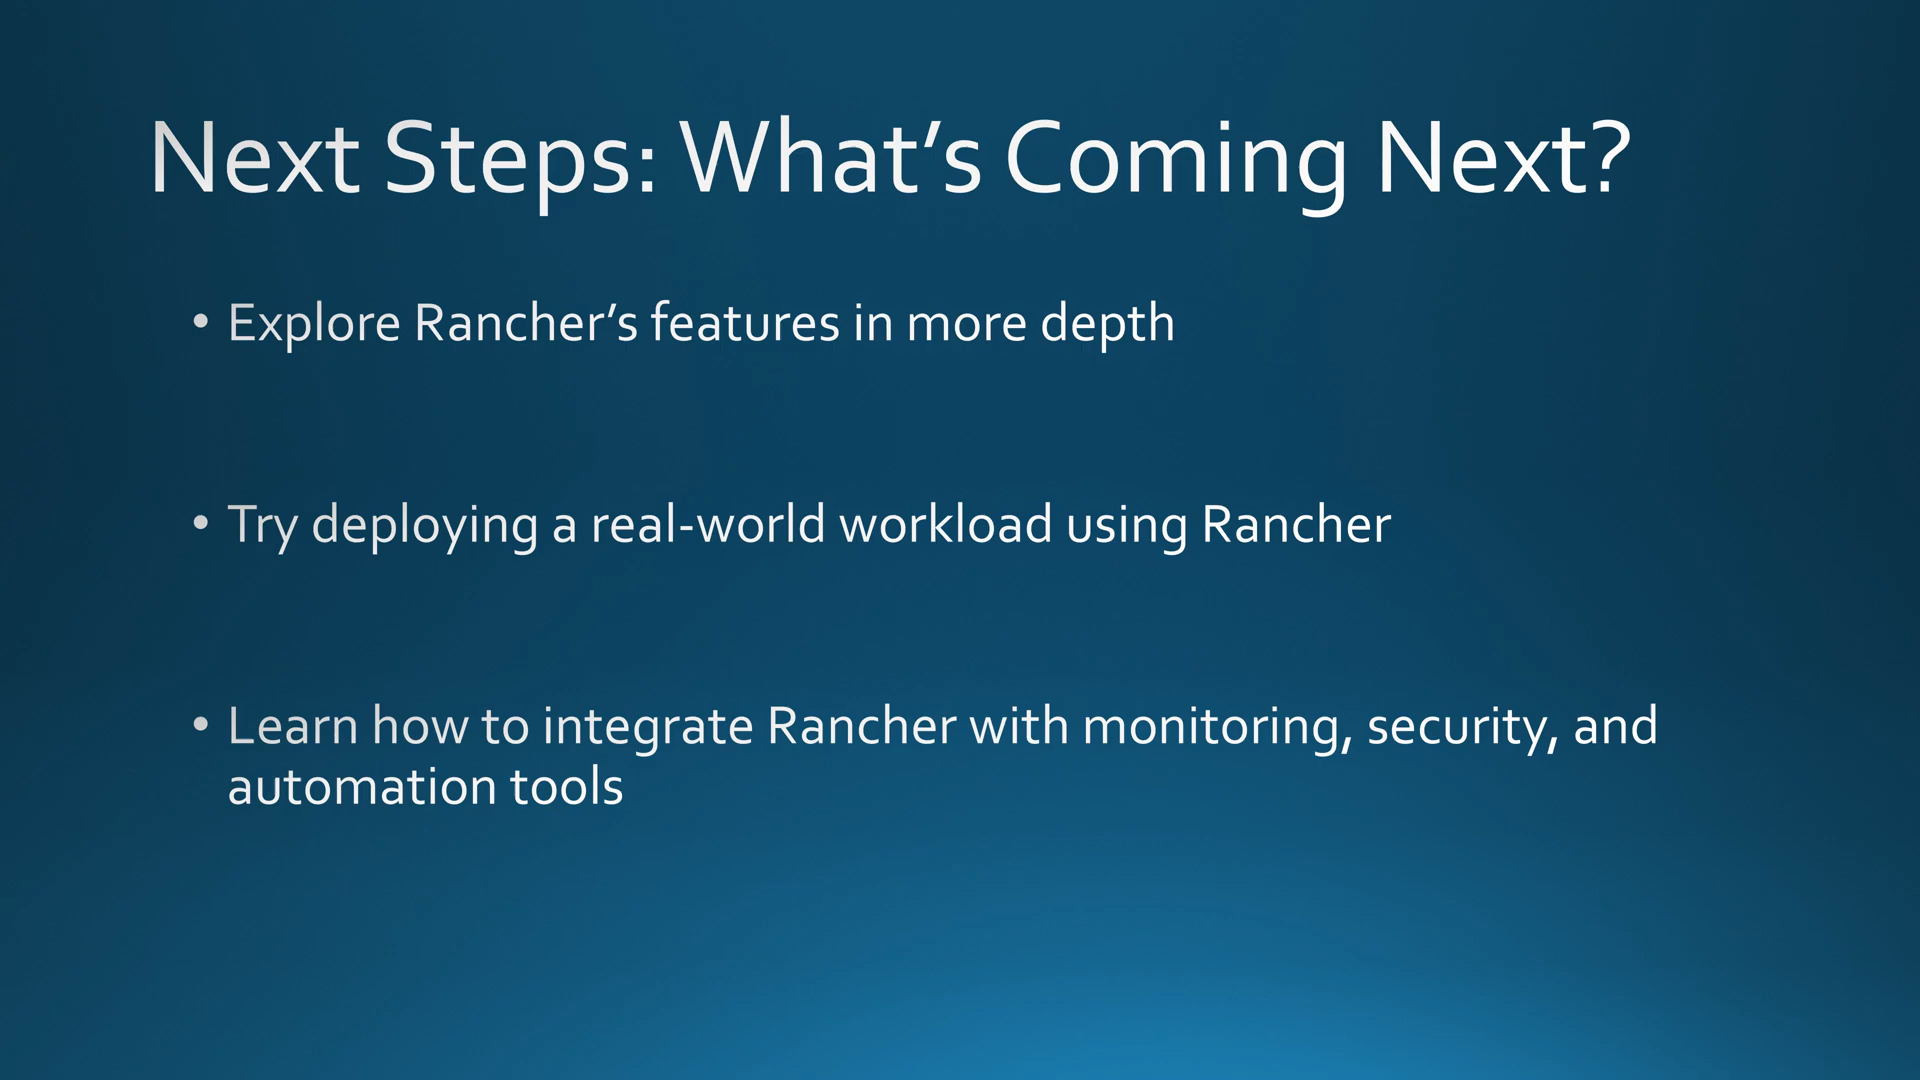 Next Steps: What’s Coming Next?
• Explore Rancher’s features in more depth
• Try deploying a real-world workload using Rancher
• Learn how to integrate Rancher with monitoring, security, and
automation tools